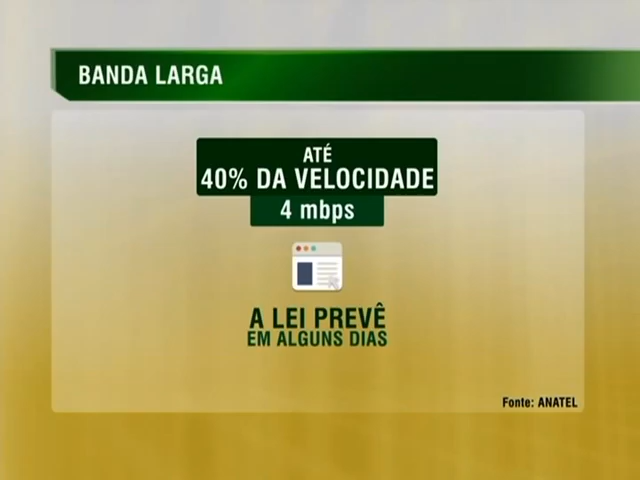 BANDA LARGA
ATÉ
40% DA VELOCIDADE
4 mbps
A LEI PREVÊ
EM ALGUNS DIAS
Fonte: ANATEL